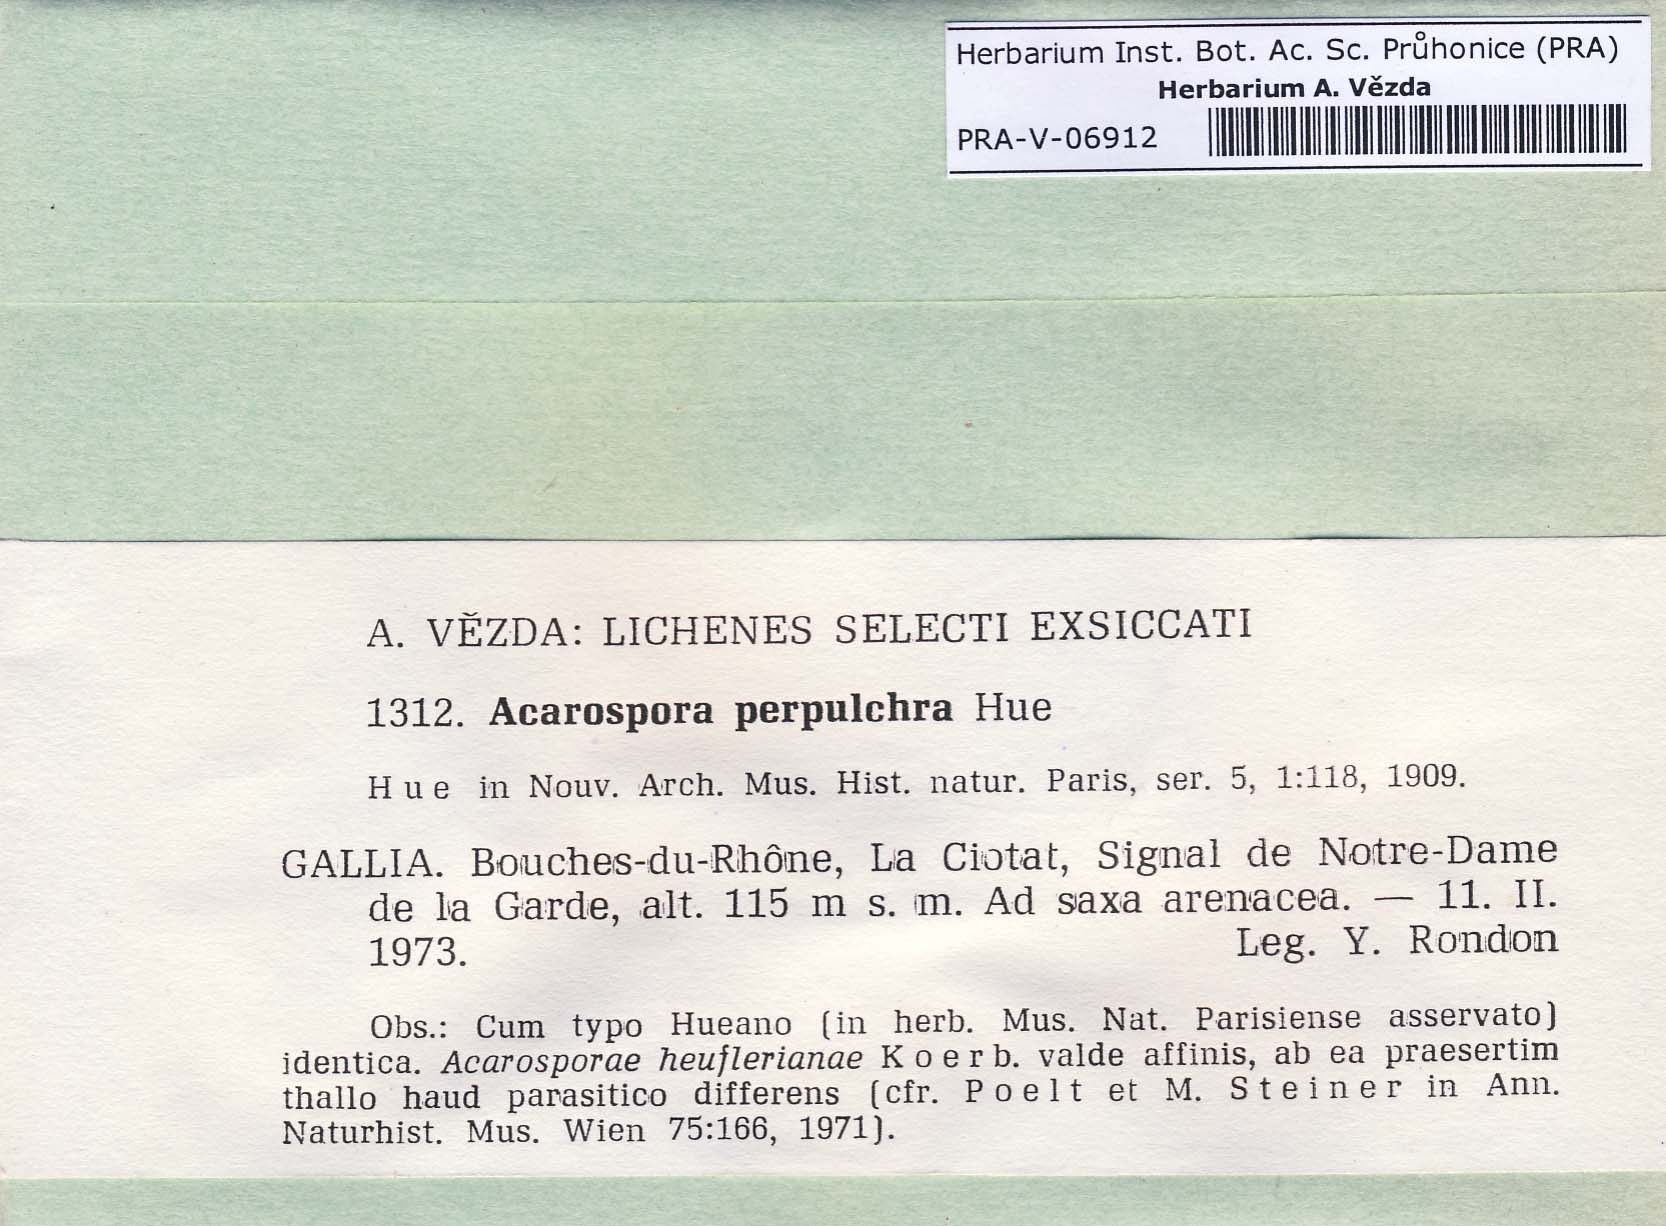 Herbarium Inst. Bot. Ac. Sc. Průhonice (PRA)
Herbarium A. Vězda
PRA-V-06912
A. VĚZDA: LICHENES SELECTI EXSICCATI
1312. Acarospora perpulchra Hue
Hue in Nouv. Arch. Mus. Hist. natur. Paris, ser. 5, 1:118, 1909.
GALLIA. Bouches-du-Rhône, La Ciotat, Signal de Notre-Dame
de la Garde, alt. 115 m s. m. Ad saxa arenacea. — 11. II.
1973. Leg. Y. Rondon
Obs.: Cum typo Hueano (in herb. Mus. Nat. Parisiense asservato)
identica. Acarosporae heuflerianae Koerb. valde affinis, ab ea praesertim
thallo haud parasitico differens (cfr. Poelt et M. Steiner in Ann.
Naturhist. Mus. Wien 75:166, 1971).